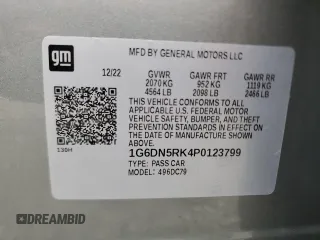 gm
MFD BY GENERAL MOTORS LLC
12/22 GVWR GAWR FRT GAWR RR
2070 KG 952 KG 1119 KG
4564 LB 2098 LB 2466 LB
THIS VEHICLE CONFORMS TO ALL
APPLICABLE U.S. FEDERAL MOTOR
VEHICLE SAFETY, BUMPER, AND THEFT
PREVENTION STANDARDS IN EFFECT ON
THE DATE OF MANUFACTURE SHOWN
ABOVE.
1G6DN5RK4P0123799
TYPE: PASS CAR
MODEL: 496DC79
DREAMBID